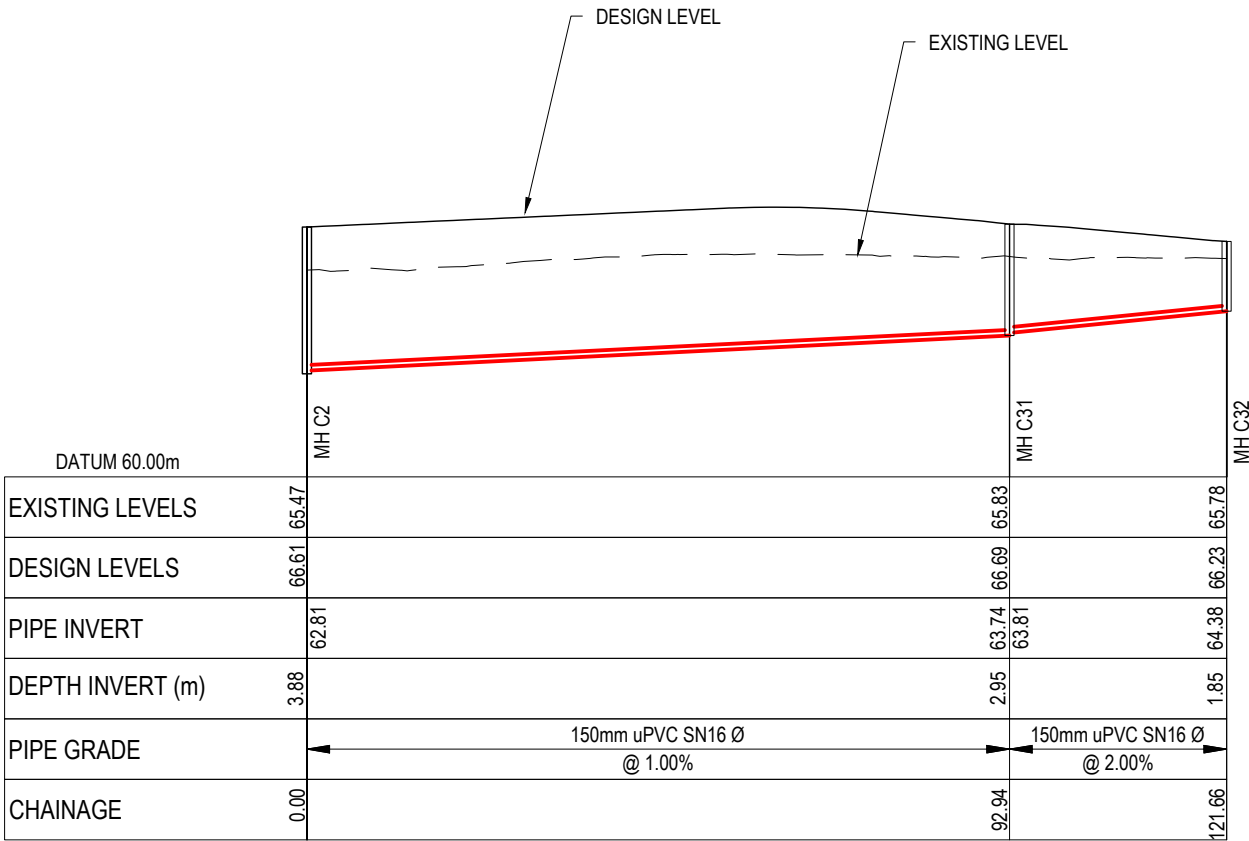 DESIGN LEVEL
EXISTING LEVEL
MH C2
MH C31
MH C32
DATUM 60.00m
EXISTING LEVELS 65.47 65.83 65.78
DESIGN LEVELS 66.61 66.69 66.23
PIPE INVERT 62.81 63.74 63.81 64.38
DEPTH INVERT (m) 3.88 2.95 1.85
PIPE GRADE
150mm uPVC SN16 Ø
@ 1.00%
150mm uPVC SN16 Ø
@ 2.00%
CHAINAGE 0.00 92.94 121.66